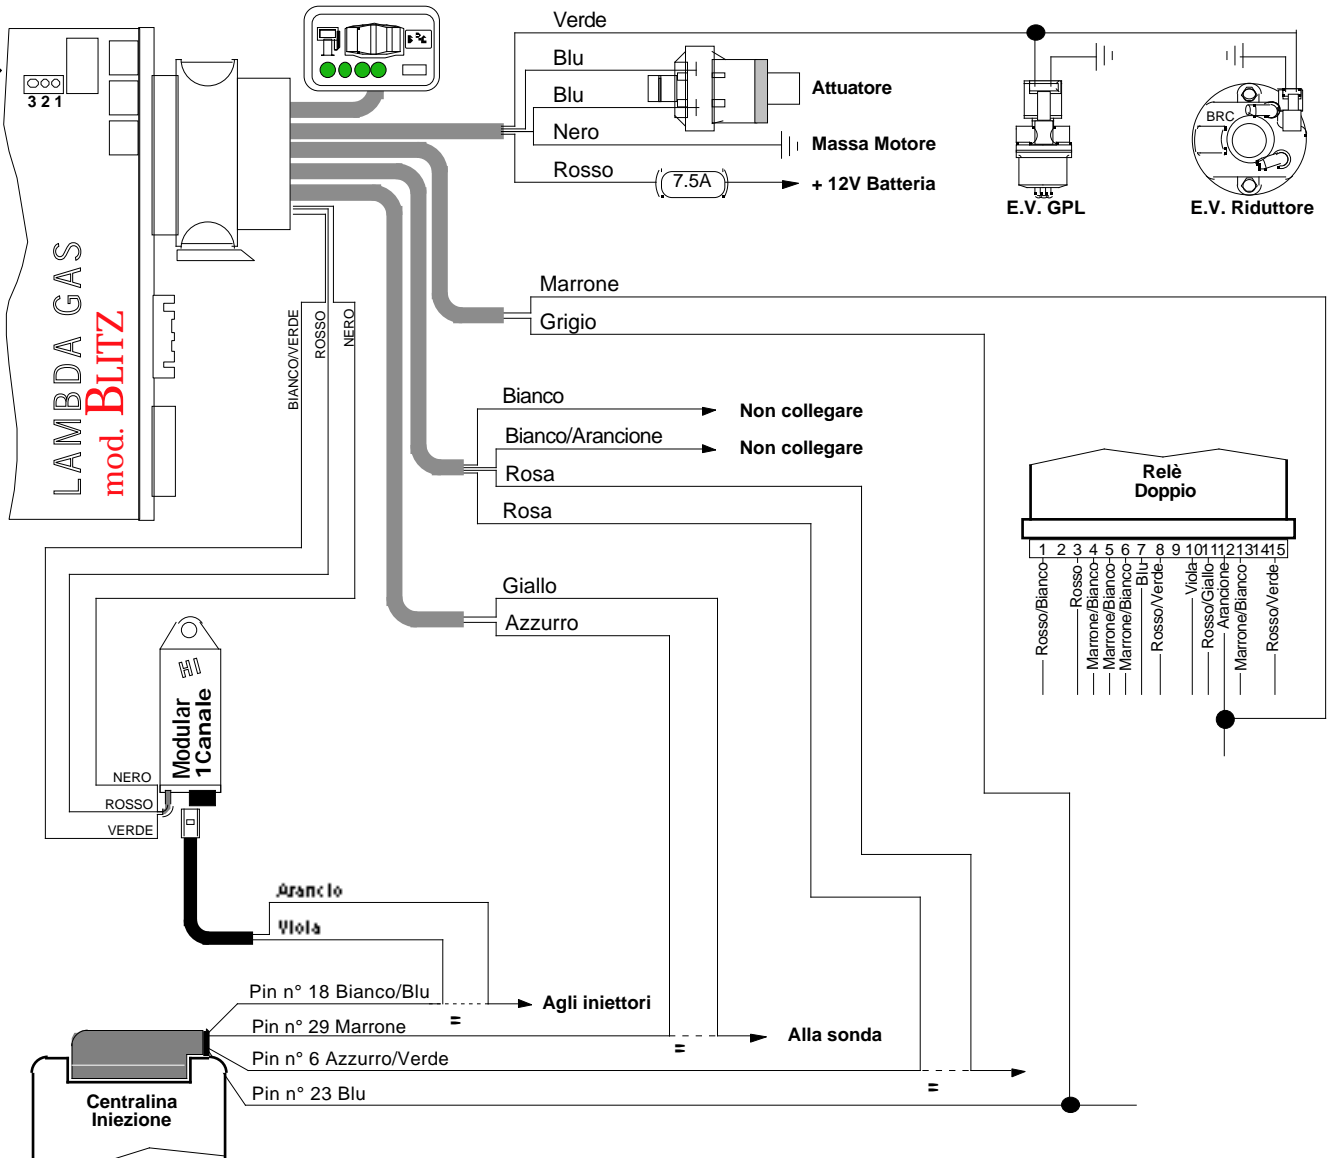 Verde
Blu
Blu
Nero
Rosso
7.5A
Attuatore
Massa Motore
+ 12V Batteria
E.V. GPL
BRC
E.V. Riduttore
3 2 1
LAMBDA GAS
mod. BLITZ
BIANCO/VERDE
ROSSO
NERO
Marrone
Grigio
Bianco
Non collegare
Bianco/Arancione
Non collegare
Rosa
Rosa
Giallo
Azzurro
Relè
Doppio
1 2 3 4 5 6 7 8 9 10 11 12 13 14 15
Rosso/Bianco
Rosso
Marrone/Bianco
Marrone/Bianco
Marrone/Bianco
Blu
Rosso/Verde
Viola
Rosso/Giallo
Arancione
Marrone/Bianco
Rosso/Verde
HI
Modular
1Canale
NERO
ROSSO
VERDE
Arancio
Viola
Pin n° 18 Bianco/Blu
Agli iniettori
Pin n° 29 Marrone
Alla sonda
Pin n° 6 Azzurro/Verde
Pin n° 23 Blu
Centralina
Iniezione